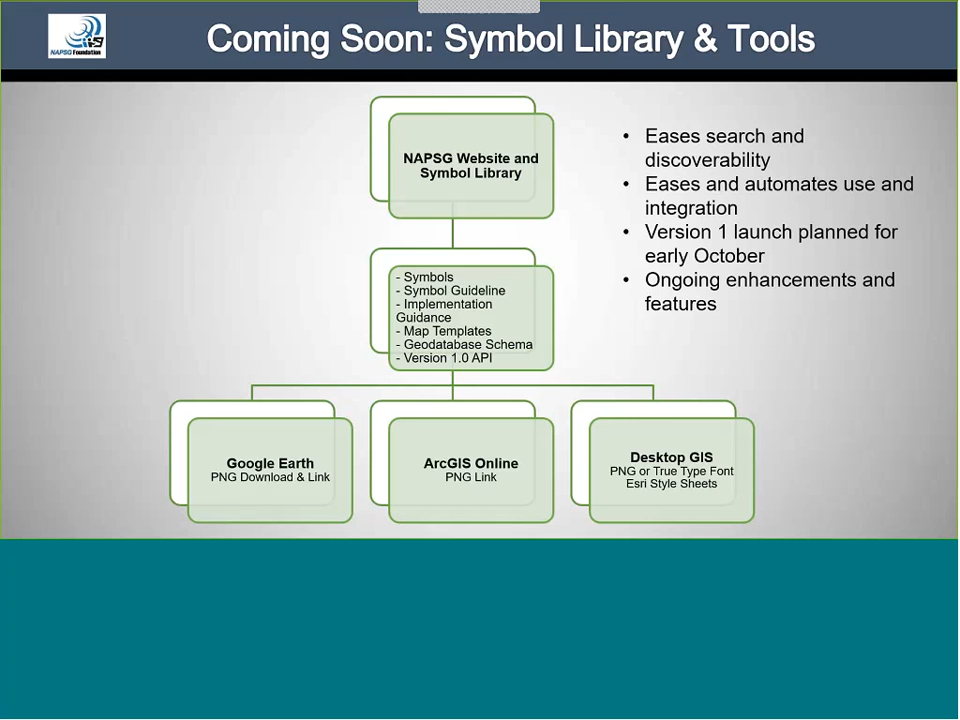 NAPSG Foundation
Coming Soon: Symbol Library & Tools
NAPSG Website and
Symbol Library
- Symbols
- Symbol Guideline
- Implementation
Guidance
- Map Templates
- Geodatabase Schema
- Version 1.0 API
Google Earth
PNG Download & Link
ArcGIS Online
PNG Link
Desktop GIS
PNG or True Type Font
Esri Style Sheets
• Eases search and
discoverability
• Eases and automates use and
integration
• Version 1 launch planned for
early October
• Ongoing enhancements and
features